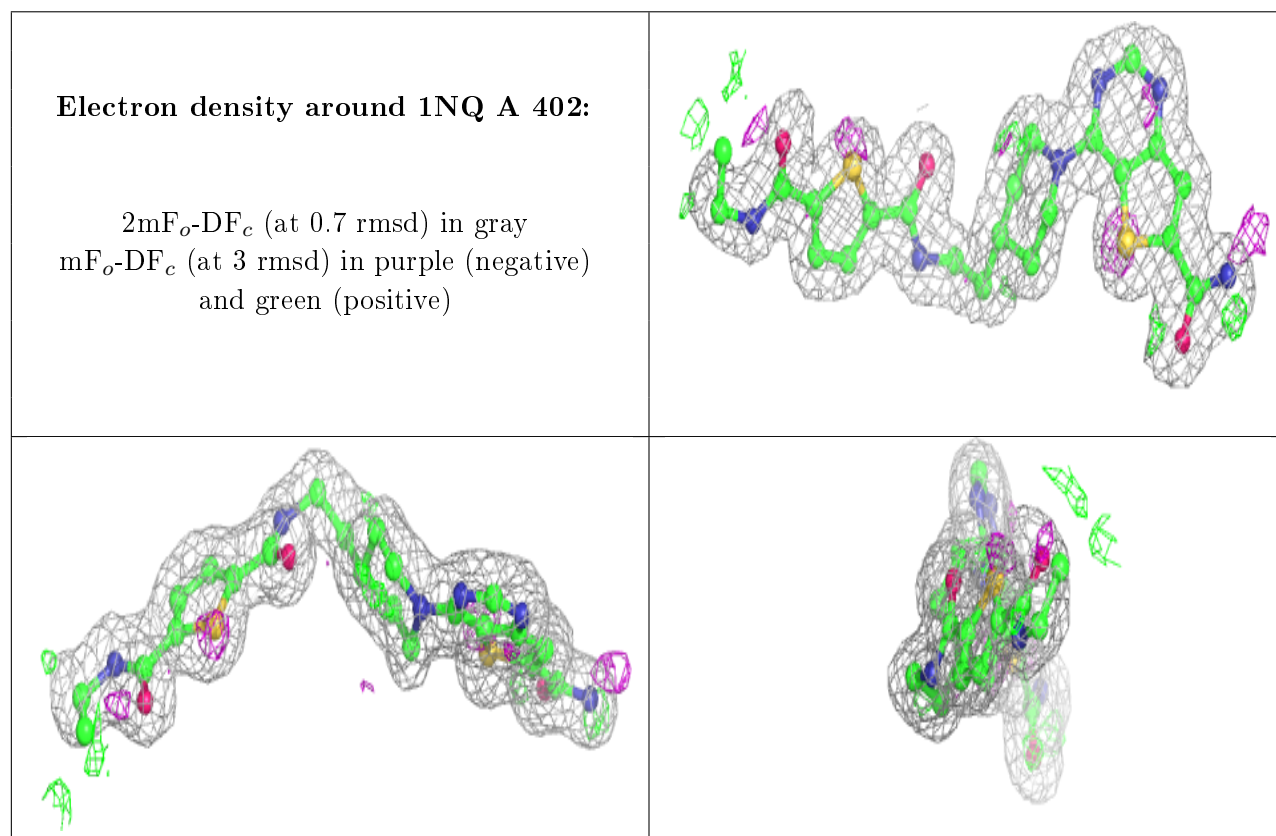 Electron density around 1NQ A 402:
2mFₒ-DF𝒸 (at 0.7 rmsd) in gray
mFₒ-DF𝒸 (at 3 rmsd) in purple (negative)
and green (positive)